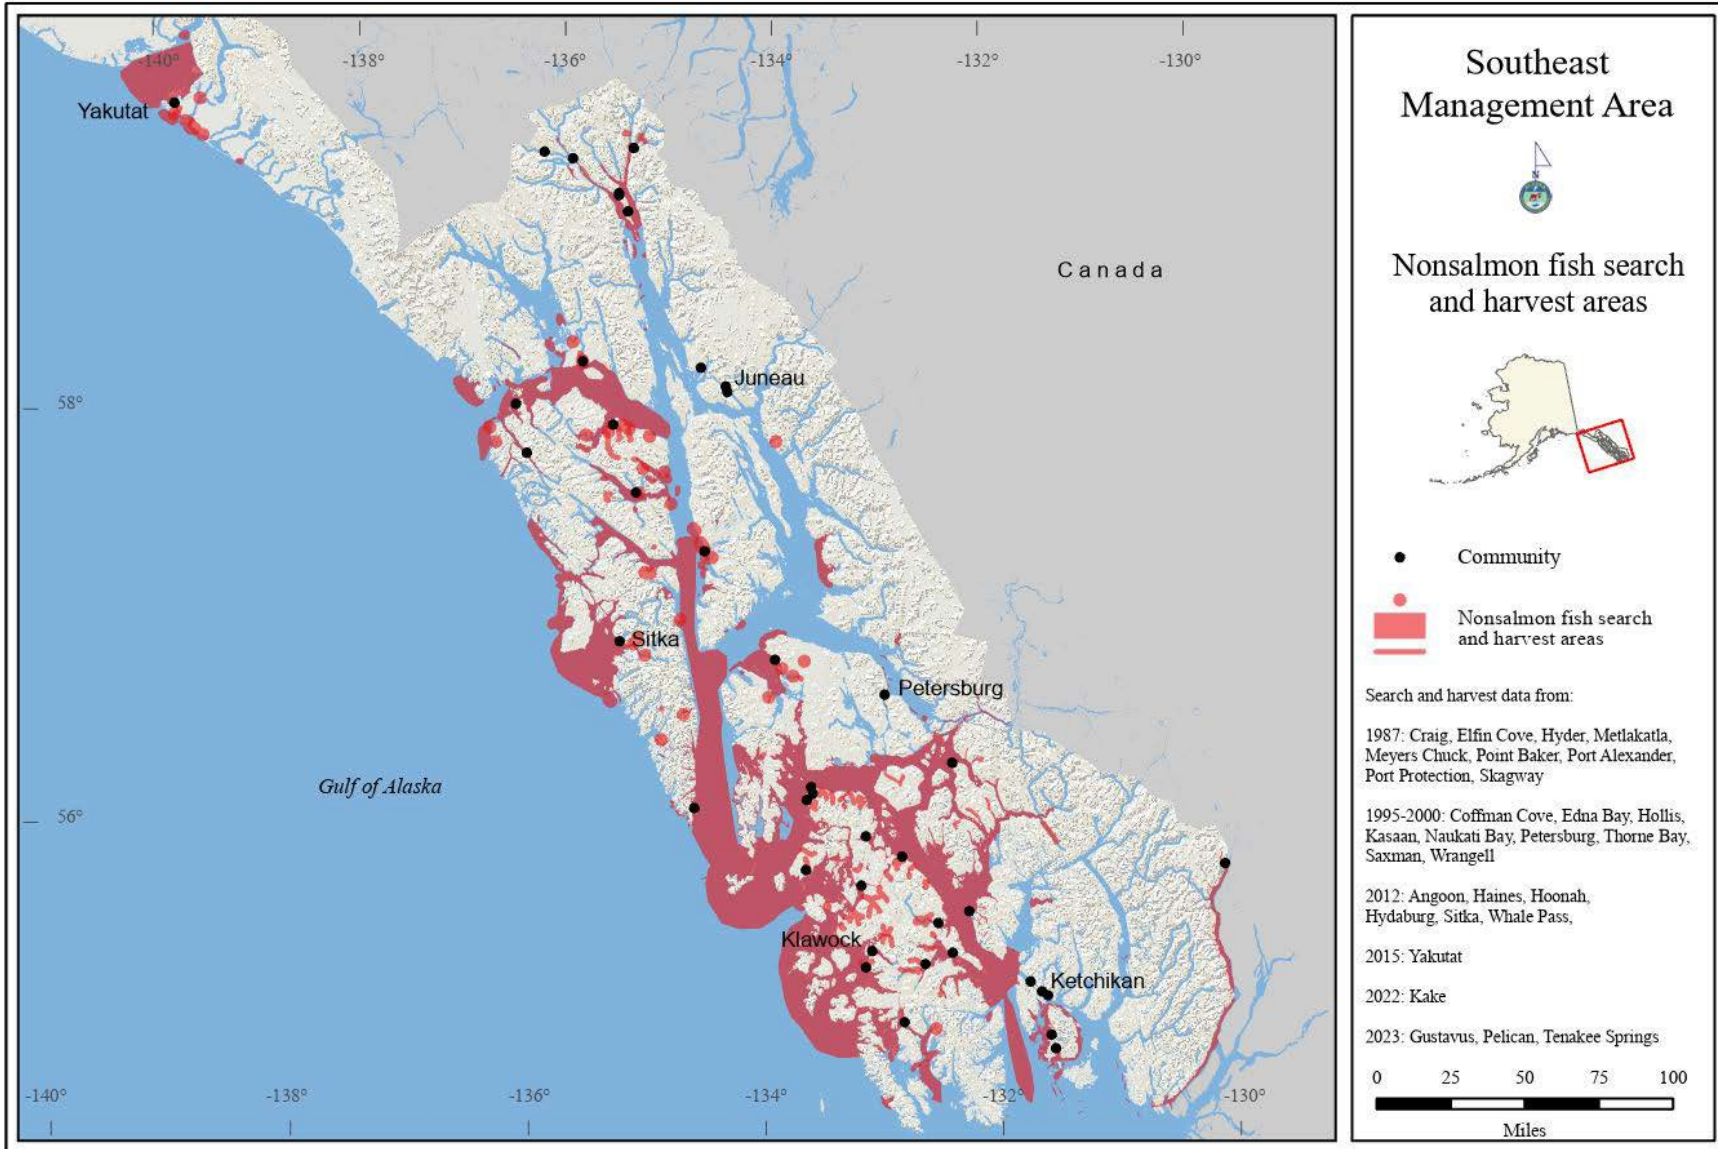 -140°
-138°
-136°
-134°
-132°
-130°
Yakutat
Canada
Juneau
58°
Sitka
Petersburg
Gulf of Alaska
56°
Klawock
Ketchikan
-140°
-138°
-136°
-134°
-132°
-130°
Southeast
Management Area
N
Nonsalmon fish search
and harvest areas
Community
Nonsalmon fish search
and harvest areas
Search and harvest data from:
1987: Craig, Elfin Cove, Hyder, Metlakatla,
Meyers Chuck, Point Baker, Port Alexander,
Port Protection, Skagway
1995-2000: Coffman Cove, Edna Bay, Hollis,
Kasaan, Naukati Bay, Petersburg, Thorne Bay,
Saxman, Wrangell
2012: Angoon, Haines, Hoonah,
Hydaburg, Sitka, Whale Pass,
2015: Yakutat
2022: Kake
2023: Gustavus, Pelican, Tenakee Springs
0 25 50 75 100
Miles